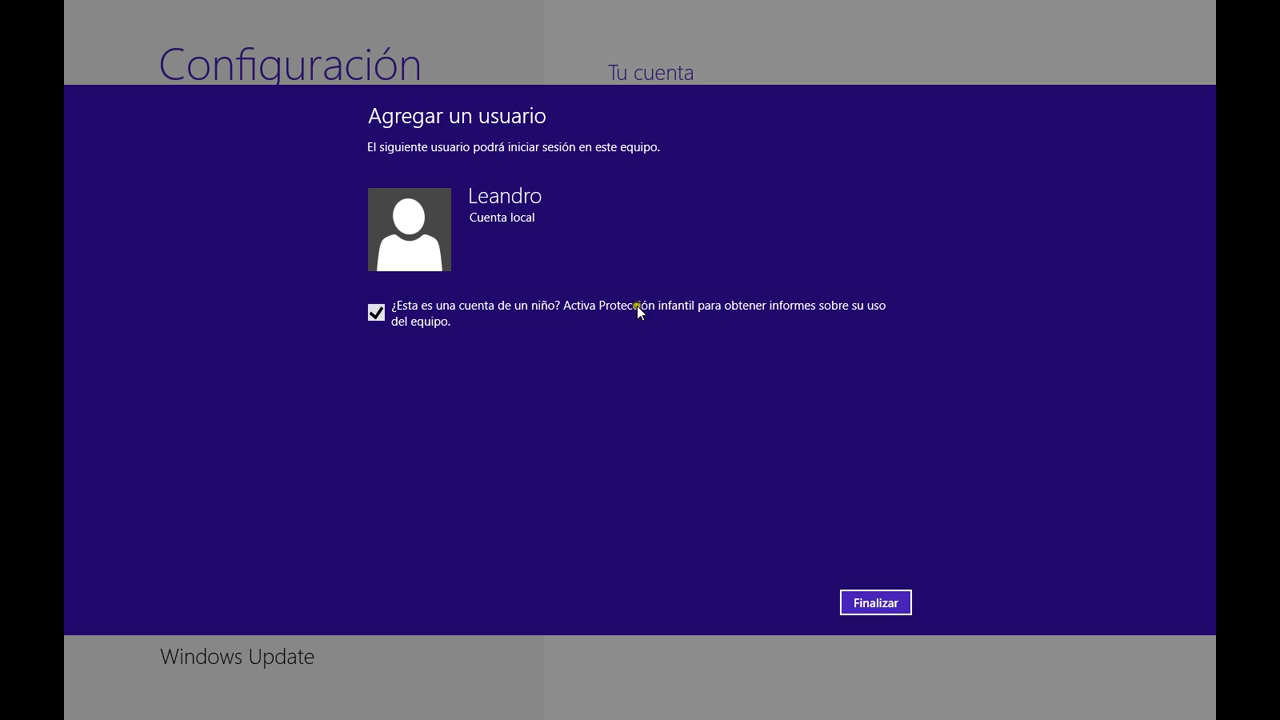 Configuración
Tu cuenta
Agregar un usuario
El siguiente usuario podrá iniciar sesión en este equipo.
Leandro
Cuenta local
¿Esta es una cuenta de un niño? Activa Protección infantil para obtener informes sobre su uso
del equipo.
Finalizar
Windows Update